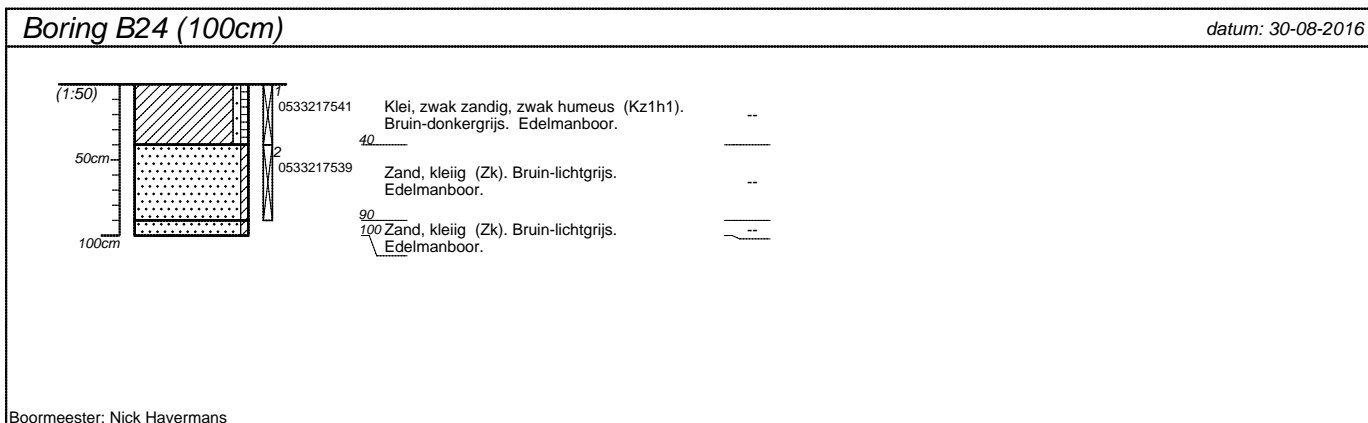 Boring B24 (100cm)
datum: 30-08-2016
(1:50)
1
0533217541
Klei, zwak zandig, zwak humeus (Kz1h1).
Bruin-donkergrijs. Edelmanboor.
--
40
50cm
2
0533217539
Zand, kleiig (Zk). Bruin-lichtgrijs.
Edelmanboor.
--
90
100
Zand, kleiig (Zk). Bruin-lichtgrijs.
Edelmanboor.
--
100cm
Boormeester: Nick Havermans